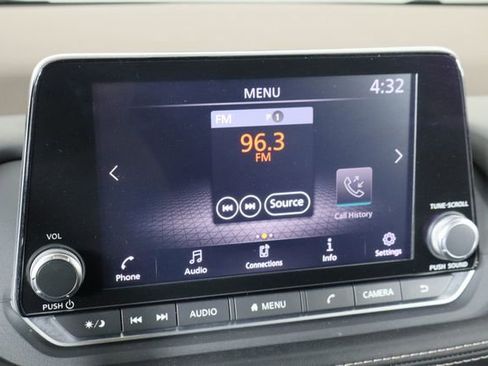 MENU
4:32
FM
P 1
96.3
FM
Source
Call History
VOL
PUSH
TUNE·SCROLL
PUSH SOUND
Phone
Audio
Connections
Info
Settings
AUDIO
MENU
CAMERA